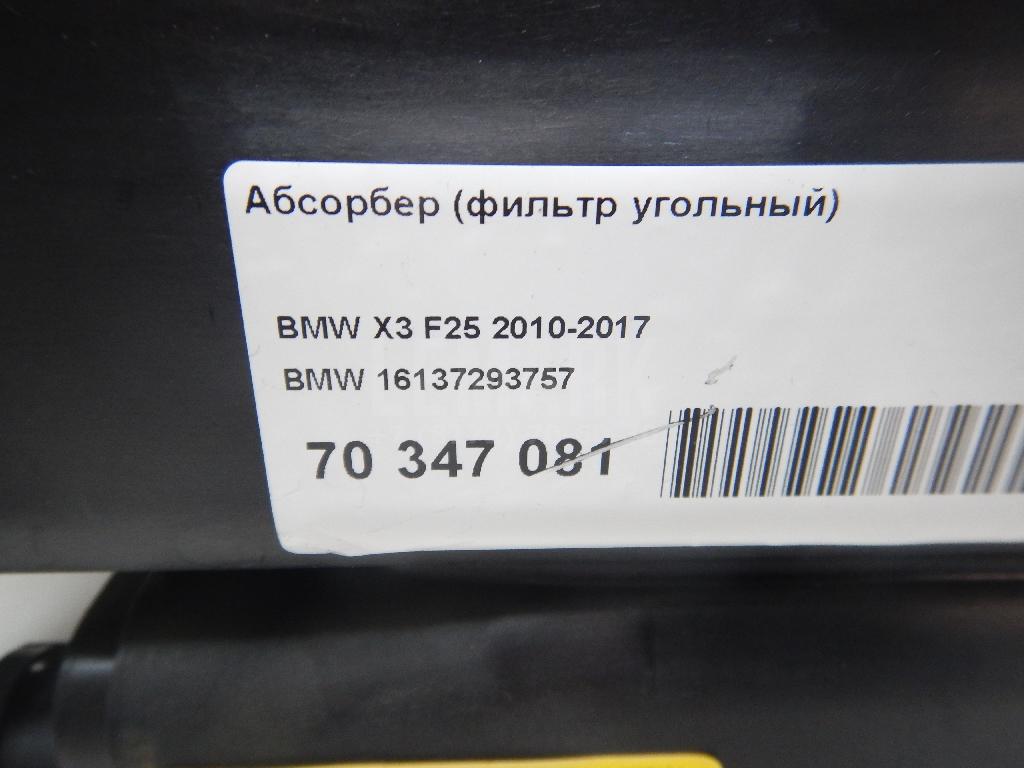 Абсорбер (фильтр угольный)
BMW X3 F25 2010-2017
BMW 16137293757
70 347 081